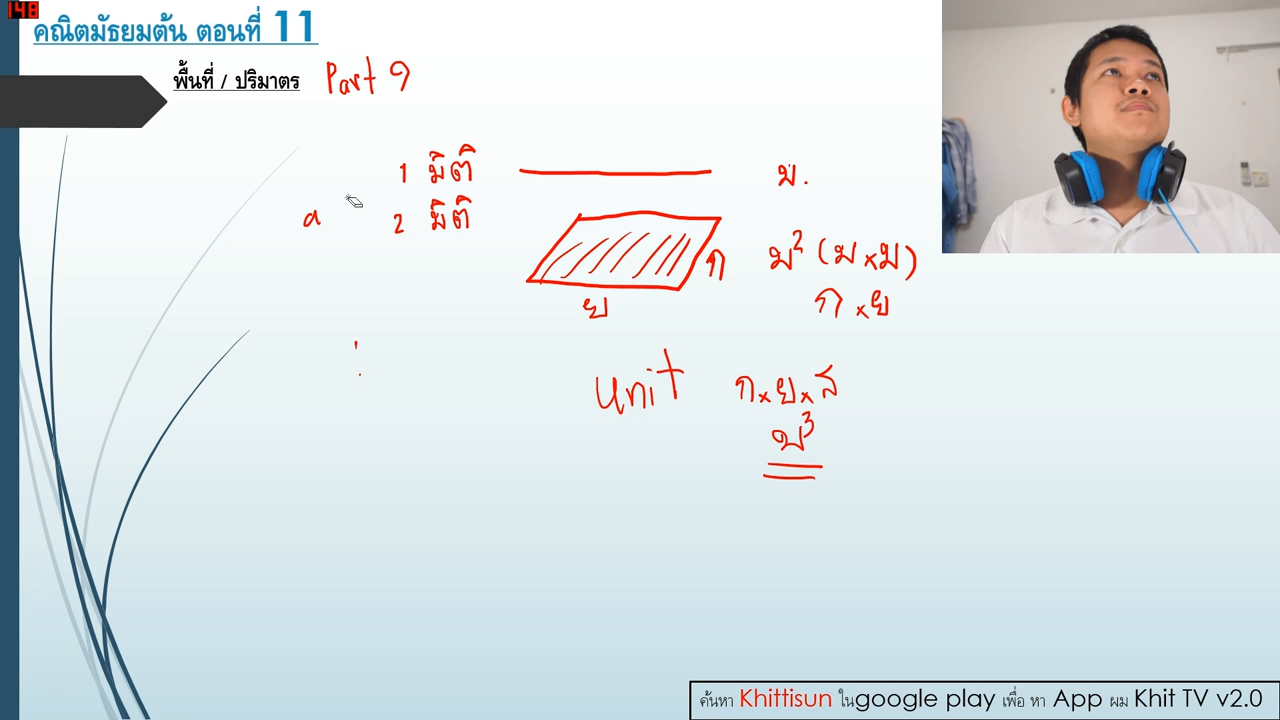 148
คณิตมัธยมต้น ตอนที่ 11
พื้นที่ / ปริมาตร Part 9
1 มิติ ม.
a 2 มิติ
ก ม² (ม×ม)
ย ก×ย
unit ก×ย×ส
ม³
ค้นหา Khittisun ในgoogle play เพื่อ หา App ผม Khit TV v2.0